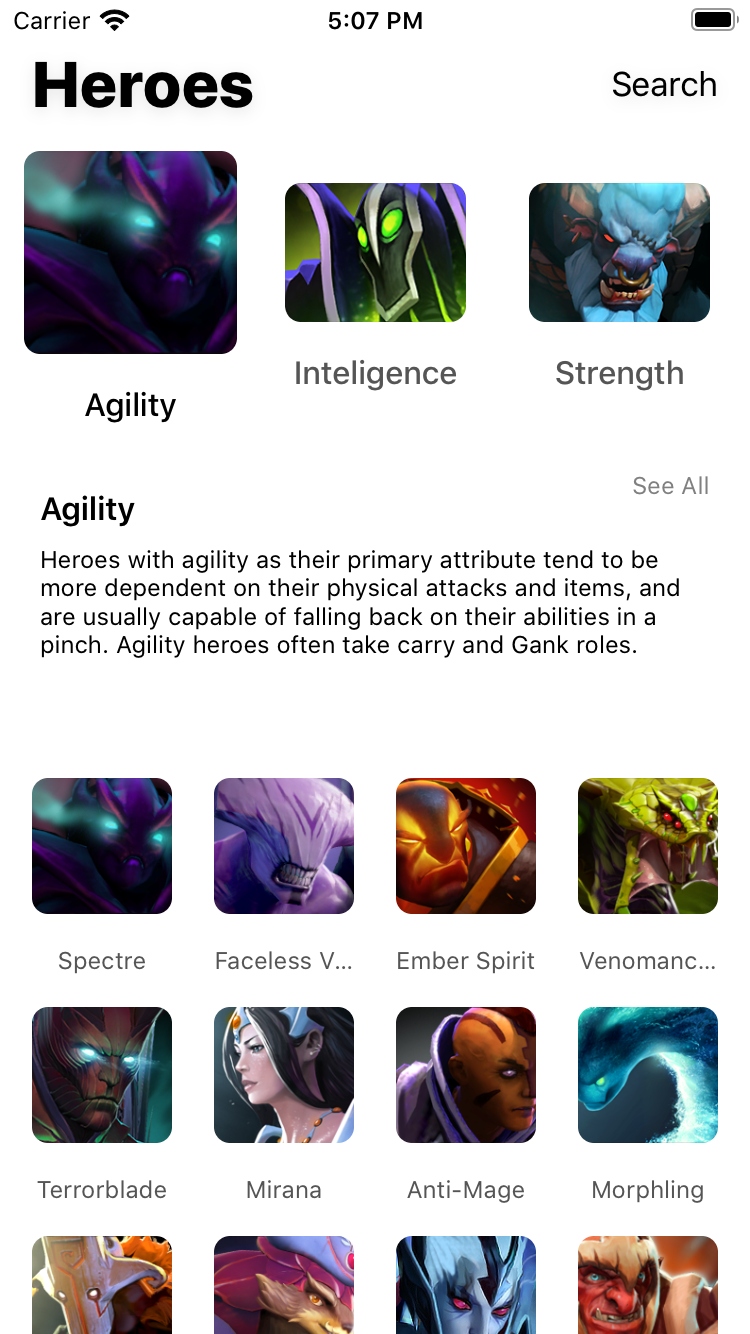 Carrier 5:07 PM
Heroes
Search
Agility
Inteligence
Strength
See All
Agility
Heroes with agility as their primary attribute tend to be
more dependent on their physical attacks and items, and
are usually capable of falling back on their abilities in a
pinch. Agility heroes often take carry and Gank roles.
Spectre
Faceless V...
Ember Spirit
Venomanc...
Terrorblade
Mirana
Anti-Mage
Morphling